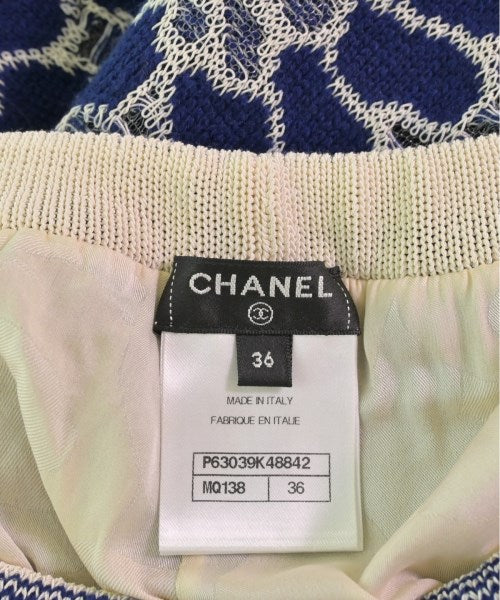 CHANEL
36
MADE IN ITALY
FABRIQUE EN ITALIE
P63039K48842
MQ138 36